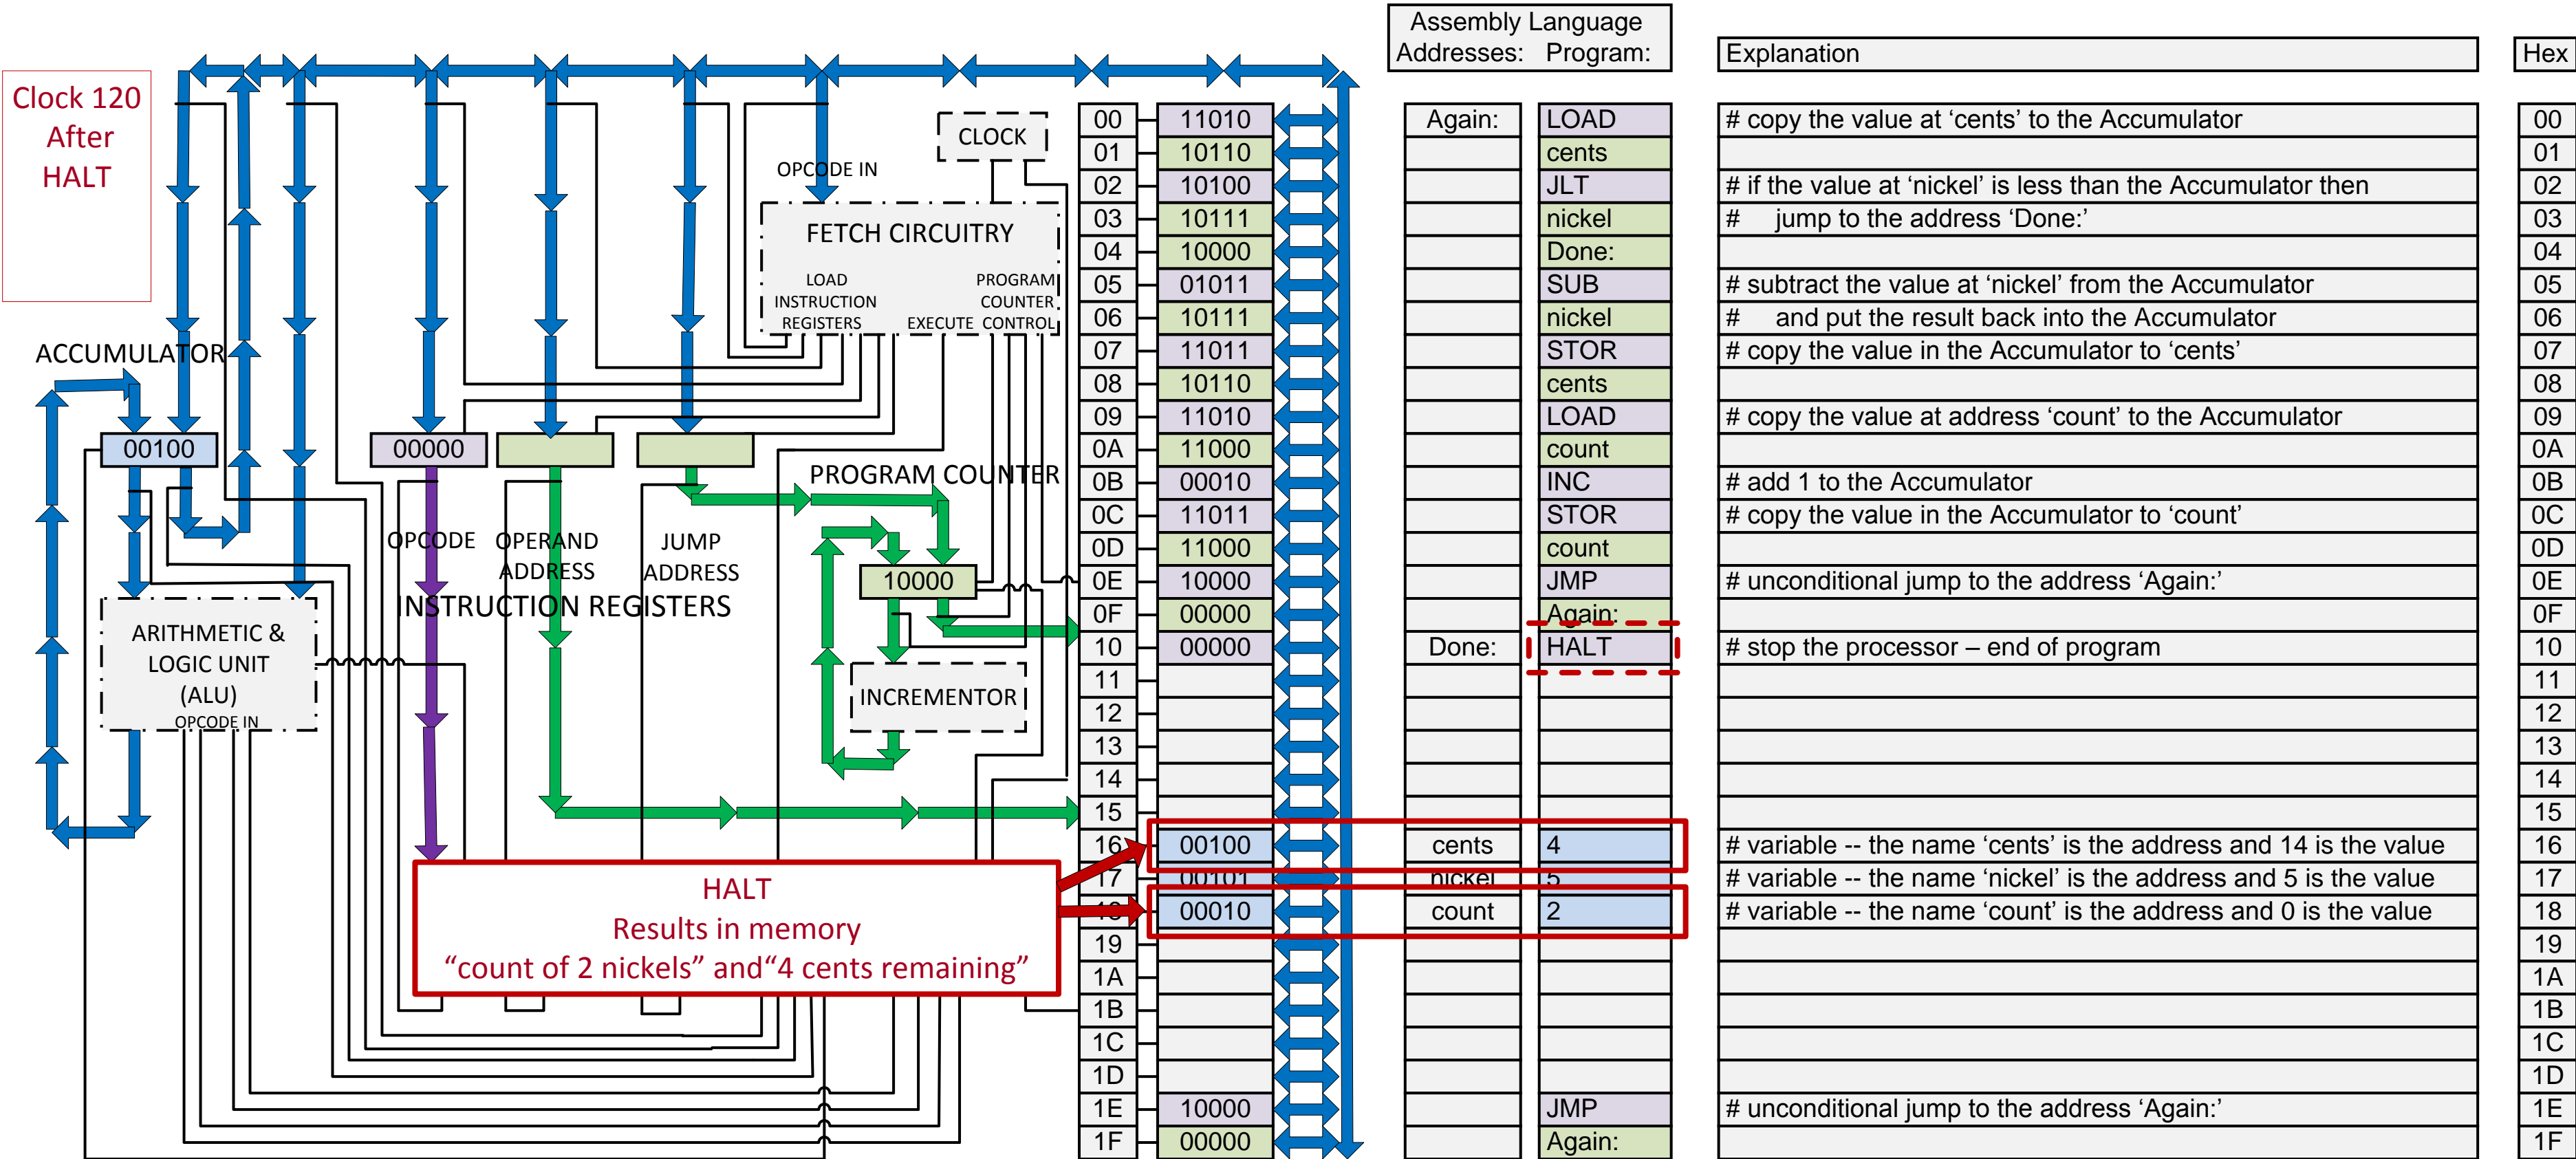 Assembly Language
Addresses: Program:
Explanation
Hex
Clock 120
After
HALT
CLOCK
OPCODE IN
FETCH CIRCUITRY
LOAD
INSTRUCTION
REGISTERS
EXECUTE
PROGRAM
COUNTER
CONTROL
ACCUMULATOR
00100
00000
PROGRAM COUNTER
10000
OPCODE
OPERAND
ADDRESS
JUMP
ADDRESS
INSTRUCTION REGISTERS
ARITHMETIC &
LOGIC UNIT
(ALU)
OPCODE IN
INCREMENTOR
HALT
Results in memory
“count of 2 nickels” and“4 cents remaining”
00 11010 Again: LOAD # copy the value at ‘cents’ to the Accumulator 00
01 10110 cents 01
02 10100 JLT # if the value at ‘nickel’ is less than the Accumulator then 02
03 10111 nickel # jump to the address ‘Done:’ 03
04 10000 Done: 04
05 01011 SUB # subtract the value at ‘nickel’ from the Accumulator 05
06 10111 nickel # and put the result back into the Accumulator 06
07 11011 STOR # copy the value in the Accumulator to ‘cents’ 07
08 10110 cents 08
09 11010 LOAD # copy the value at address ‘count’ to the Accumulator 09
0A 11000 count 0A
0B 00010 INC # add 1 to the Accumulator 0B
0C 11011 STOR # copy the value in the Accumulator to ‘count’ 0C
0D 11000 count 0D
0E 10000 JMP # unconditional jump to the address ‘Again:’ 0E
0F 00000 Again: 0F
10 00000 Done: HALT # stop the processor – end of program 10
11 11
12 12
13 13
14 14
15 15
16 00100 cents 4 # variable -- the name ‘cents’ is the address and 14 is the value 16
17 00101 nickel 5 # variable -- the name ‘nickel’ is the address and 5 is the value 17
18 00010 count 2 # variable -- the name ‘count’ is the address and 0 is the value 18
19 19
1A 1A
1B 1B
1C 1C
1D 1D
1E 10000 JMP # unconditional jump to the address ‘Again:’ 1E
1F 00000 Again: 1F